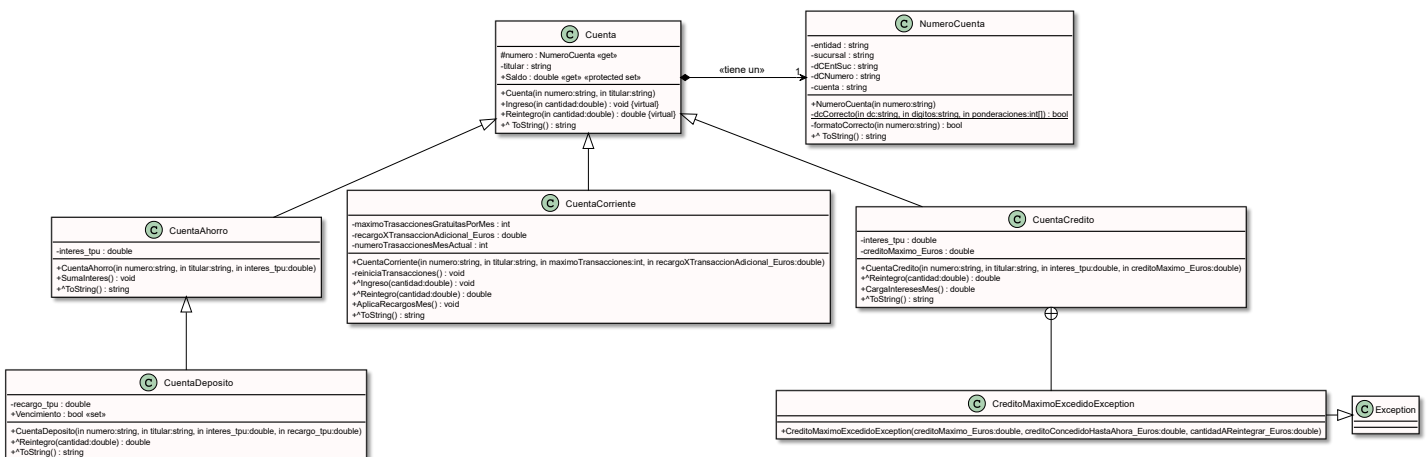 C Cuenta
#numero : NumeroCuenta «get»
-titular : string
+Saldo : double «get» «protected set»
+Cuenta(in numero:string, in titular:string)
+Ingreso(in cantidad:double) : void {virtual}
+Reintegro(in cantidad:double) : double {virtual}
+^ ToString() : string
«tiene un»
1
C NumeroCuenta
-entidad : string
-sucursal : string
-dCEntSuc : string
-dCNumero : string
-cuenta : string
+NumeroCuenta(in numero:string)
-dcCorrecto(in dc:string, in digitos:string, in ponderaciones:int[]) : bool
-formatoCorrecto(in numero:string) : bool
+^ ToString() : string
C CuentaAhorro
-interes_tpu : double
+CuentaAhorro(in numero:string, in titular:string, in interes_tpu:double)
+SumaInteres() : void
+^ToString() : string
C CuentaCorriente
-maximoTrasaccionesGratuitasPorMes : int
-recargoXTransaccionAdicional_Euros : double
-numeroTrasaccionesMesActual : int
+CuentaCorriente(in numero:string, in titular:string, in maximoTransacciones:int, in recargoXTransaccionAdicional_Euros:double)
-reiniciaTransacciones() : void
+^Ingreso(cantidad:double) : void
+^Reintegro(cantidad:double) : double
+AplicaRecargosMes() : void
+^ToString() : string
C CuentaCredito
-interes_tpu : double
-creditoMaximo_Euros : double
+CuentaCredito(in numero:string, in titular:string, in interes_tpu:double, in creditoMaximo_Euros:double)
+^Reintegro(cantidad:double) : double
+CargaInteresesMes() : double
+^ToString() : string
C CuentaDeposito
-recargo_tpu : double
+Vencimiento : bool «set»
+CuentaDeposito(in numero:string, in titular:string, in interes_tpu:double, in recargo_tpu:double)
+^Reintegro(cantidad:double) : double
+^ToString() : string
C CreditoMaximoExcedidoException
+CreditoMaximoExcedidoException(creditoMaximo_Euros:double, creditoConcedidoHastaAhora_Euros:double, cantidadAReintegrar_Euros:double)
C Exception